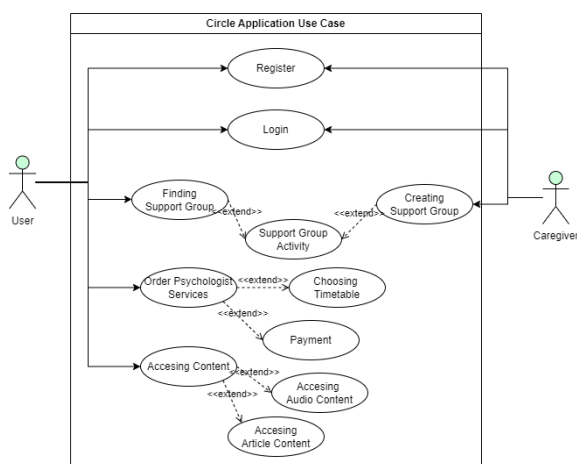 Circle Application Use Case
Register
Login
Finding
Support Group
<<extend>>
Creating
Support Group
<<extend>>
Support Group
Activity
User
Caregiver
Order Psychologist
Services
<<extend>>
Choosing
Timetable
<<extend>>
Payment
Accesing Content
<<extend>>
Accesing
Audio Content
<<extend>>
Accesing
Article Content